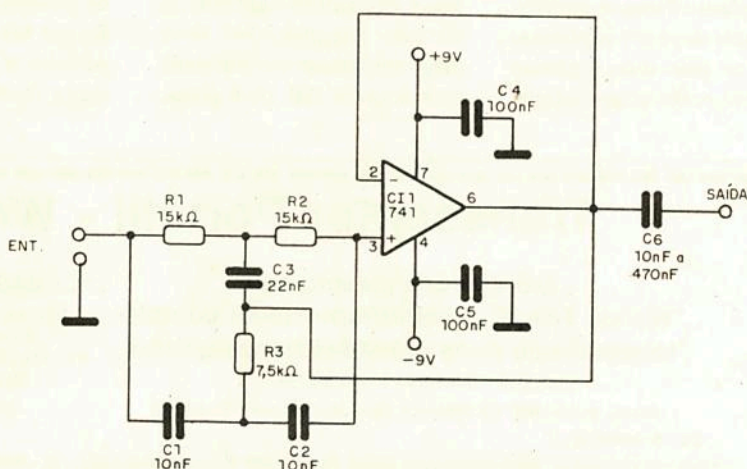 +9V
C4
100nF
2
7
-
CI1
741
6
3
+
4
R1
15kΩ
R2
15kΩ
ENT.
C3
22nF
SAÍDA
C6
10nF a
470nF
C5
100nF
-9V
R3
7,5kΩ
C1
10nF
C2
10nF